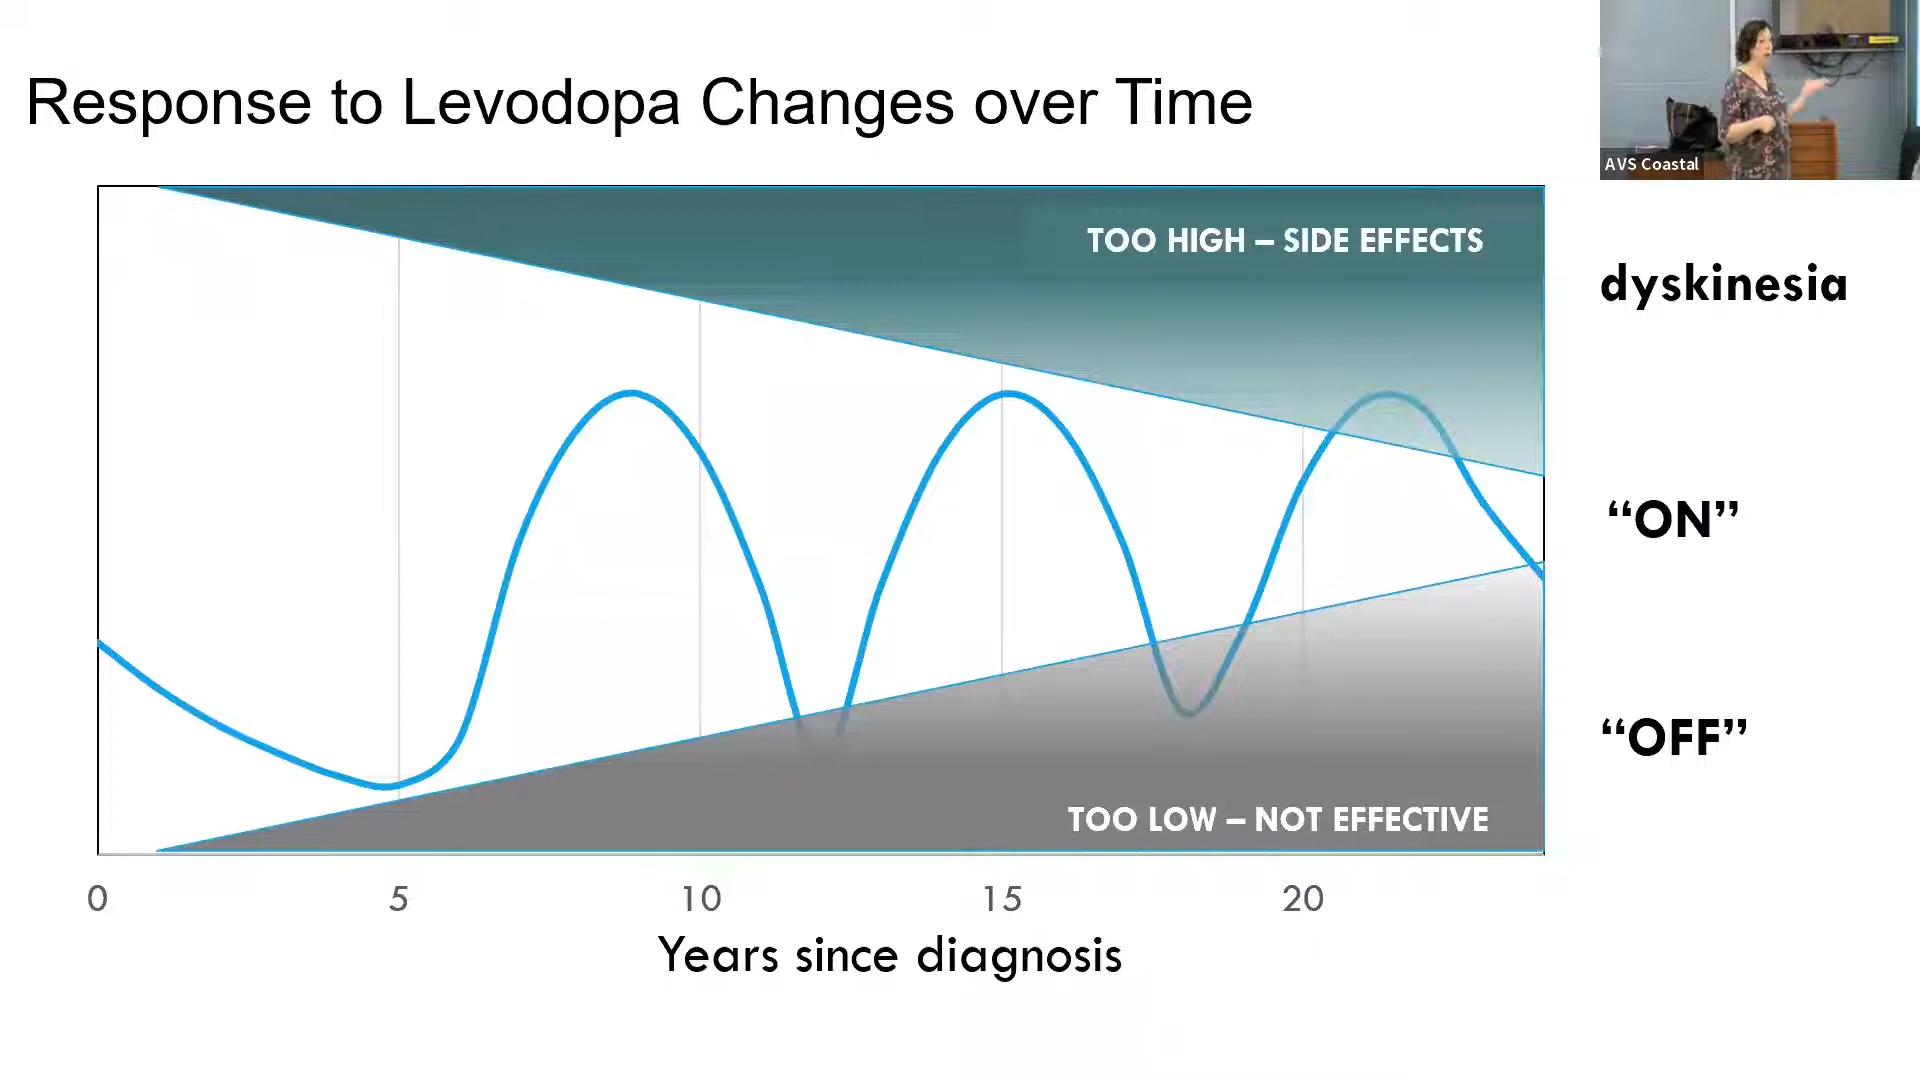 Response to Levodopa Changes over Time
AVS Coastal
TOO HIGH – SIDE EFFECTS
dyskinesia
“ON”
“OFF”
TOO LOW – NOT EFFECTIVE
0 5 10 15 20
Years since diagnosis